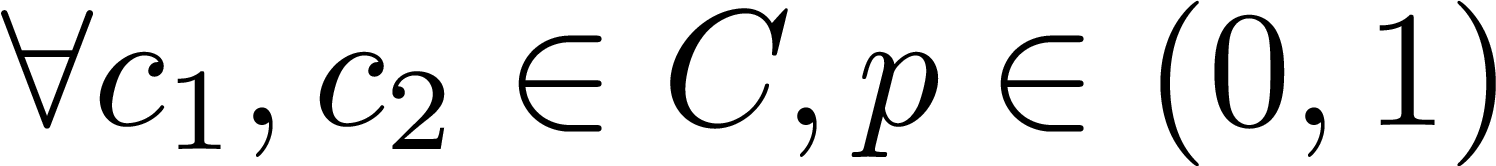 ∀c₁, c₂ ∈ C, p ∈ (0, 1)